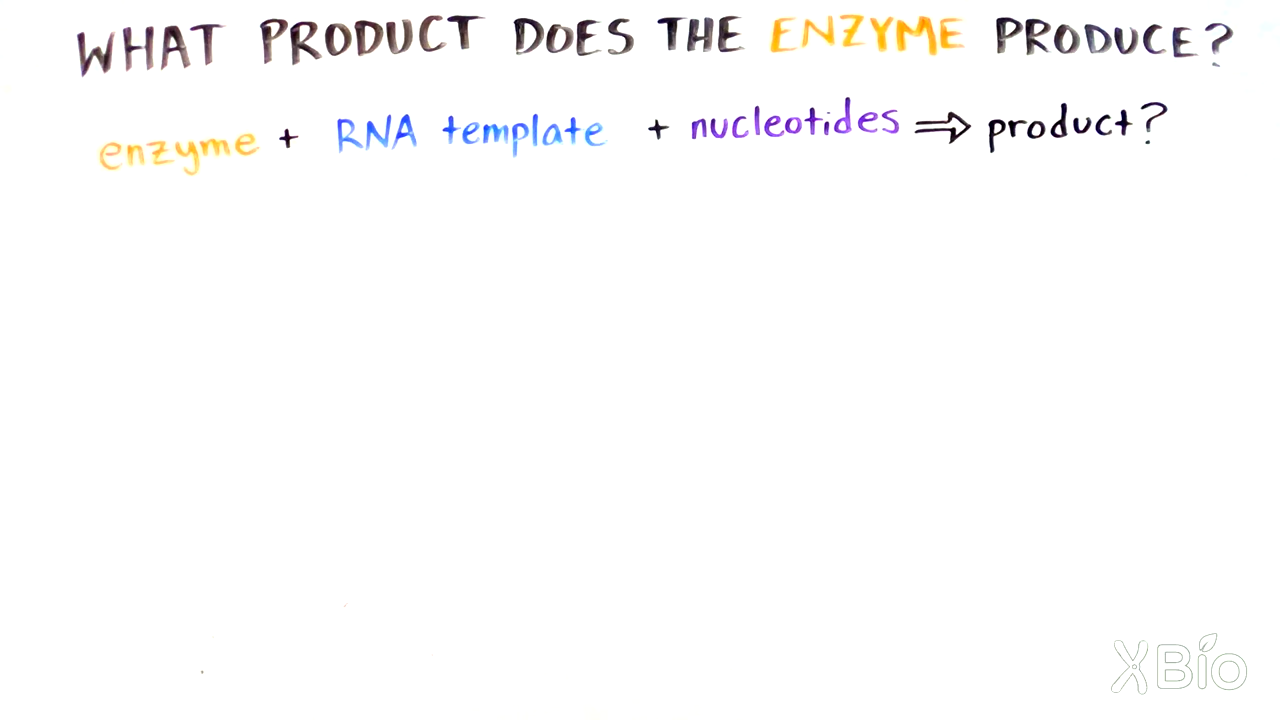 WHAT PRODUCT DOES THE ENZYME PRODUCE?
enzyme + RNA template + nucleotides ⇒ product?
XBio